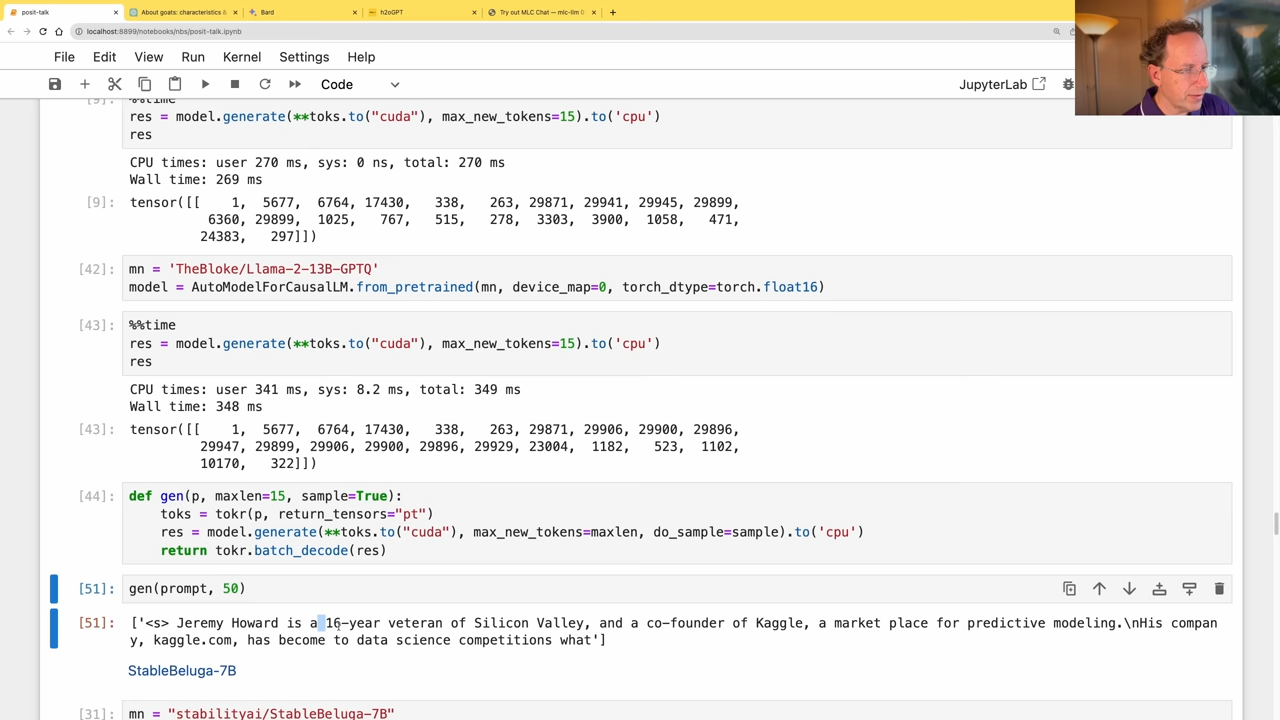 posit-talk
About goats: characteristics &
Bard
h2oGPT
Try out MLC Chat — mlc-llm 0
localhost:8899/notebooks/nbs/posit-talk.ipynb
File Edit View Run Kernel Settings Help
Code
JupyterLab
[9]: %%time
res = model.generate(**toks.to("cuda"), max_new_tokens=15).to('cpu')
res
CPU times: user 270 ms, sys: 0 ns, total: 270 ms
Wall time: 269 ms
[9]: tensor([[ 1, 5677, 6764, 17430, 338, 263, 29871, 29941, 29945, 29899,
6360, 29899, 1025, 767, 515, 278, 3303, 3900, 1058, 471,
24383, 297]])
[42]: mn = 'TheBloke/Llama-2-13B-GPTQ'
model = AutoModelForCausalLM.from_pretrained(mn, device_map=0, torch_dtype=torch.float16)
[43]: %%time
res = model.generate(**toks.to("cuda"), max_new_tokens=15).to('cpu')
res
CPU times: user 341 ms, sys: 8.2 ms, total: 349 ms
Wall time: 348 ms
[43]: tensor([[ 1, 5677, 6764, 17430, 338, 263, 29871, 29906, 29900, 29896,
29947, 29899, 29906, 29900, 29896, 29929, 23004, 1182, 523, 1102,
10170, 322]])
[44]: def gen(p, maxlen=15, sample=True):
toks = tokr(p, return_tensors="pt")
res = model.generate(**toks.to("cuda"), max_new_tokens=maxlen, do_sample=sample).to('cpu')
return tokr.batch_decode(res)
[51]: gen(prompt, 50)
[51]: ['<s> Jeremy Howard is a 16-year veteran of Silicon Valley, and a co-founder of Kaggle, a market place for predictive modeling.\nHis compan
y, kaggle.com, has become to data science competitions what']
StableBeluga-7B
[31]: mn = "stabilityai/StableBeluga-7B"